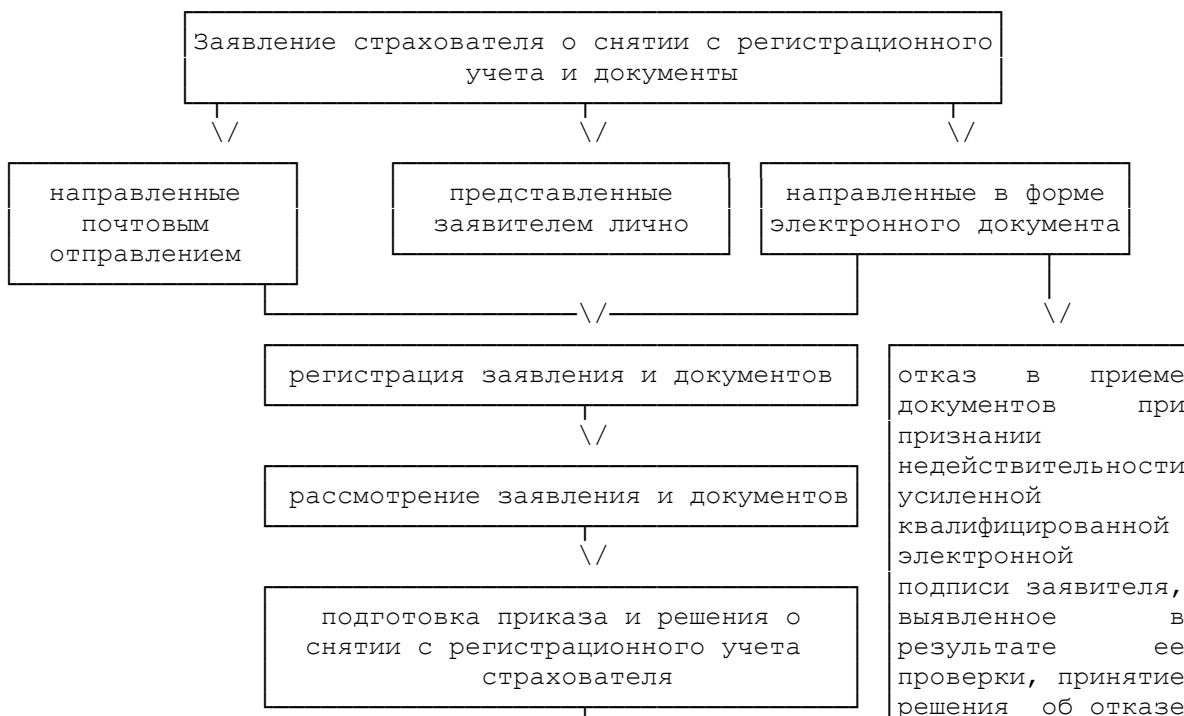 Заявление страхователя о снятии с регистрационного
учета и документы
\/ \/ \/
направленные
почтовым
отправлением
представленные
заявителем лично
направленные в форме
электронного документа
\/ \/
регистрация заявления и документов
\/
рассмотрение заявления и документов
\/
подготовка приказа и решения о
снятии с регистрационного учета
страхователя
отказ в приеме
документов при
признании
недействительности
усиленной
квалифицированной
электронной
подписи заявителя,
выявленное в
результате ее
проверки, принятие
решения об отказе